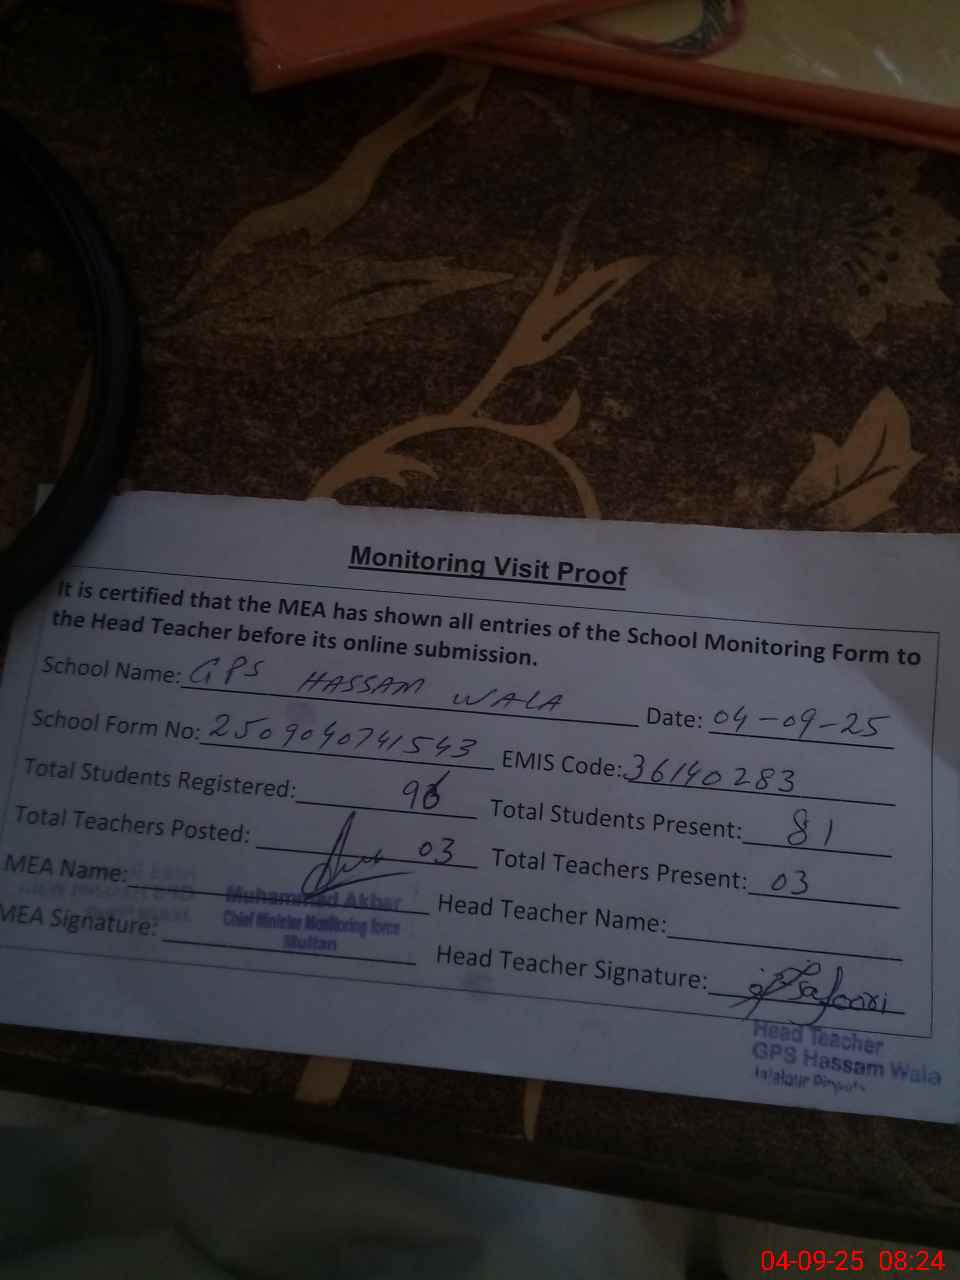 Monitoring Visit Proof
It is certified that the MEA has shown all entries of the School Monitoring Form to
the Head Teacher before its online submission.
School Name: GPS HASSAM WALA Date: 04-09-25
School Form No: 2509040741543 EMIS Code: 36140283
Total Students Registered: 96 Total Students Present: 81
Total Teachers Posted: 03 Total Teachers Present: 03
MEA Name: Muhammad Akbar Head Teacher Name:
Chief Minister Monitoring force
Multan
MEA Signature: Head Teacher Signature:
Head Teacher
GPS Hassam Wala
04-09-25 08:24